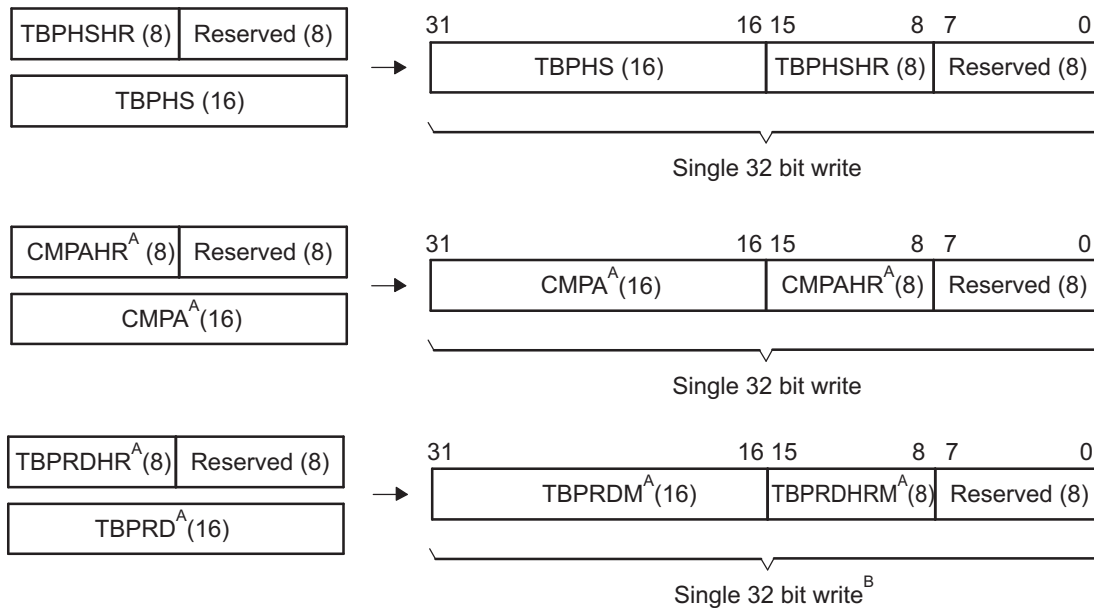 TBPHSHR (8) Reserved (8)
TBPHS (16)
31 16 15 8 7 0
TBPHS (16) TBPHSHR (8) Reserved (8)
Single 32 bit write
CMPAHR^A (8) Reserved (8)
CMPA^A(16)
31 16 15 8 7 0
CMPA^A(16) CMPAHR^A(8) Reserved (8)
Single 32 bit write
TBPRDHR^A(8) Reserved (8)
TBPRD^A(16)
31 16 15 8 7 0
TBPRDM^A(16) TBPRDHRM^A(8) Reserved (8)
Single 32 bit write^B